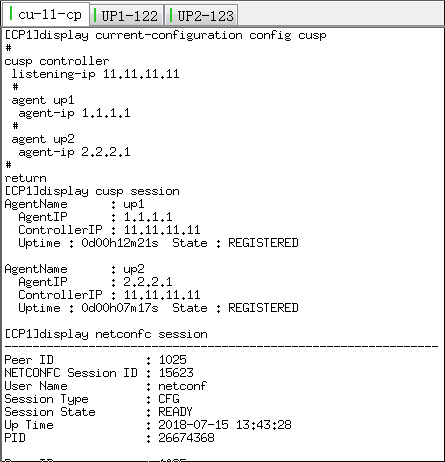 cu-11-cp UP1-122 UP2-123
[CP1]display current-configuration config cusp
#
cusp controller
listening-ip 11.11.11.11
#
agent up1
agent-ip 1.1.1.1
#
agent up2
agent-ip 2.2.2.1
#
return
[CP1]display cusp session
AgentName : up1
AgentIP : 1.1.1.1
ControllerIP : 11.11.11.11
Uptime : 0d00h12m21s State : REGISTERED
AgentName : up2
AgentIP : 2.2.2.1
ControllerIP : 11.11.11.11
Uptime : 0d00h07m17s State : REGISTERED
[CP1]display netconfc session
--------------------------------------------------------------
Peer ID : 1025
NETCONFC Session ID : 15623
User Name : netconf
Session Type : CFG
Session State : READY
Up Time : 2018-07-15 13:43:28
PID : 26674368